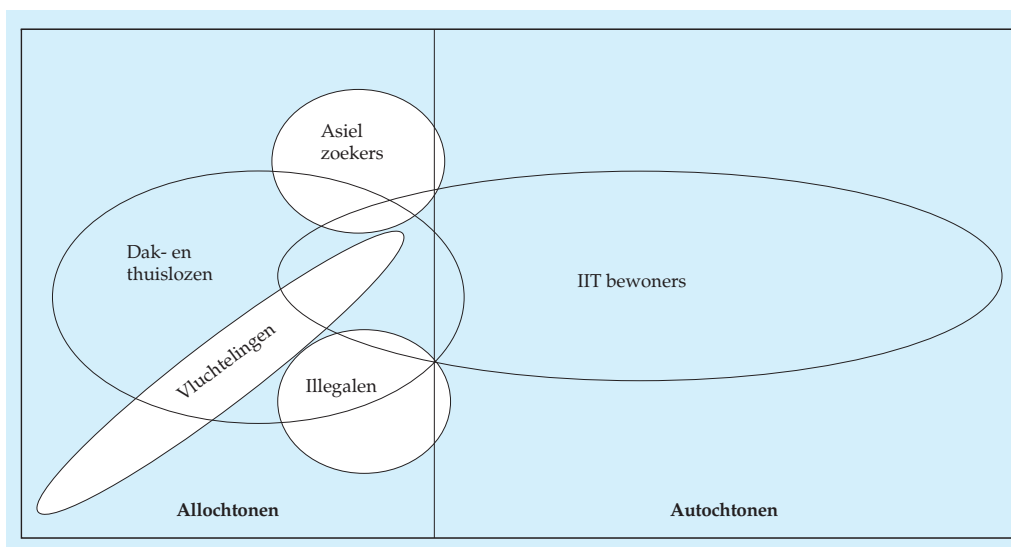 Asiel
zoekers
Dak- en
thuislozen
IIT bewoners
Vluchtelingen
Illegalen
Allochtonen
Autochtonen